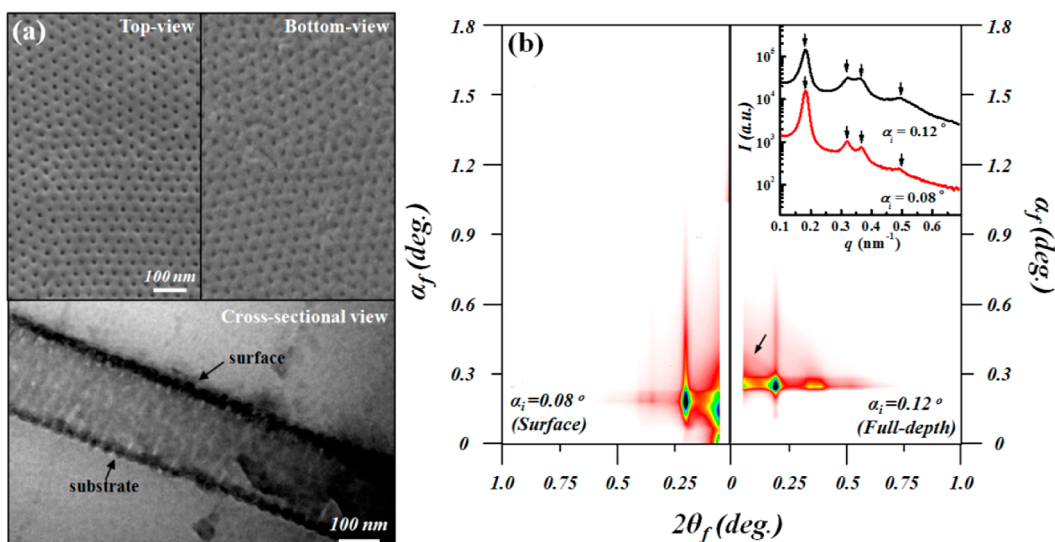 (a)
Top-view
Bottom-view
100 nm
Cross-sectional view
surface
substrate
100 nm
(b)
1.8
1.5
1.2
0.9
0.6
0.3
0
α_f (deg.)
α_i=0.08 o
(Surface)
α_i=0.12 o
(Full-depth)
1.0 0.75 0.50 0.25 0 0.25 0.50 0.75 1.0
2θ_f (deg.)
1.8
1.5
1.2
0.9
0.6
0.3
0
α_f (deg.)
10^5
10^4
10^3
10^2
I (a.u.)
α_i = 0.12 °
α_i = 0.08 °
0.1 0.2 0.3 0.4 0.5 0.6
q (nm^-1)